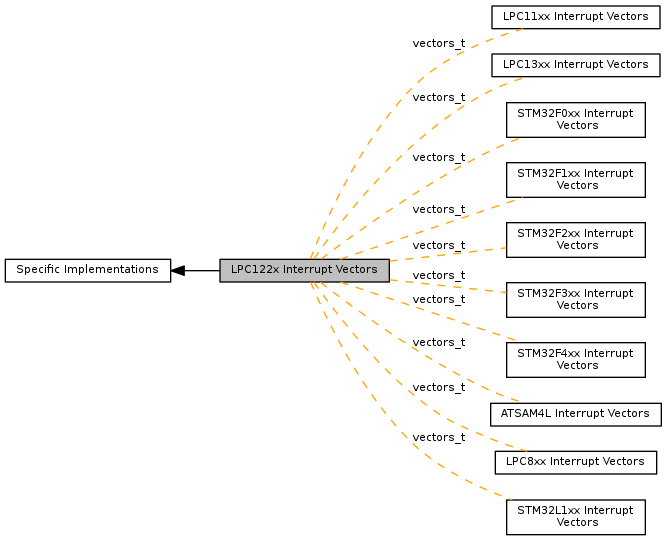 LPC11xx Interrupt Vectors
vectors_t
LPC13xx Interrupt Vectors
vectors_t
STM32F0xx Interrupt
Vectors
vectors_t
STM32F1xx Interrupt
Vectors
vectors_t
STM32F2xx Interrupt
Vectors
vectors_t
Specific Implementations
LPC122x Interrupt Vectors
vectors_t
STM32F3xx Interrupt
Vectors
vectors_t
STM32F4xx Interrupt
Vectors
vectors_t
ATSAM4L Interrupt Vectors
vectors_t
LPC8xx Interrupt Vectors
vectors_t
STM32L1xx Interrupt
Vectors